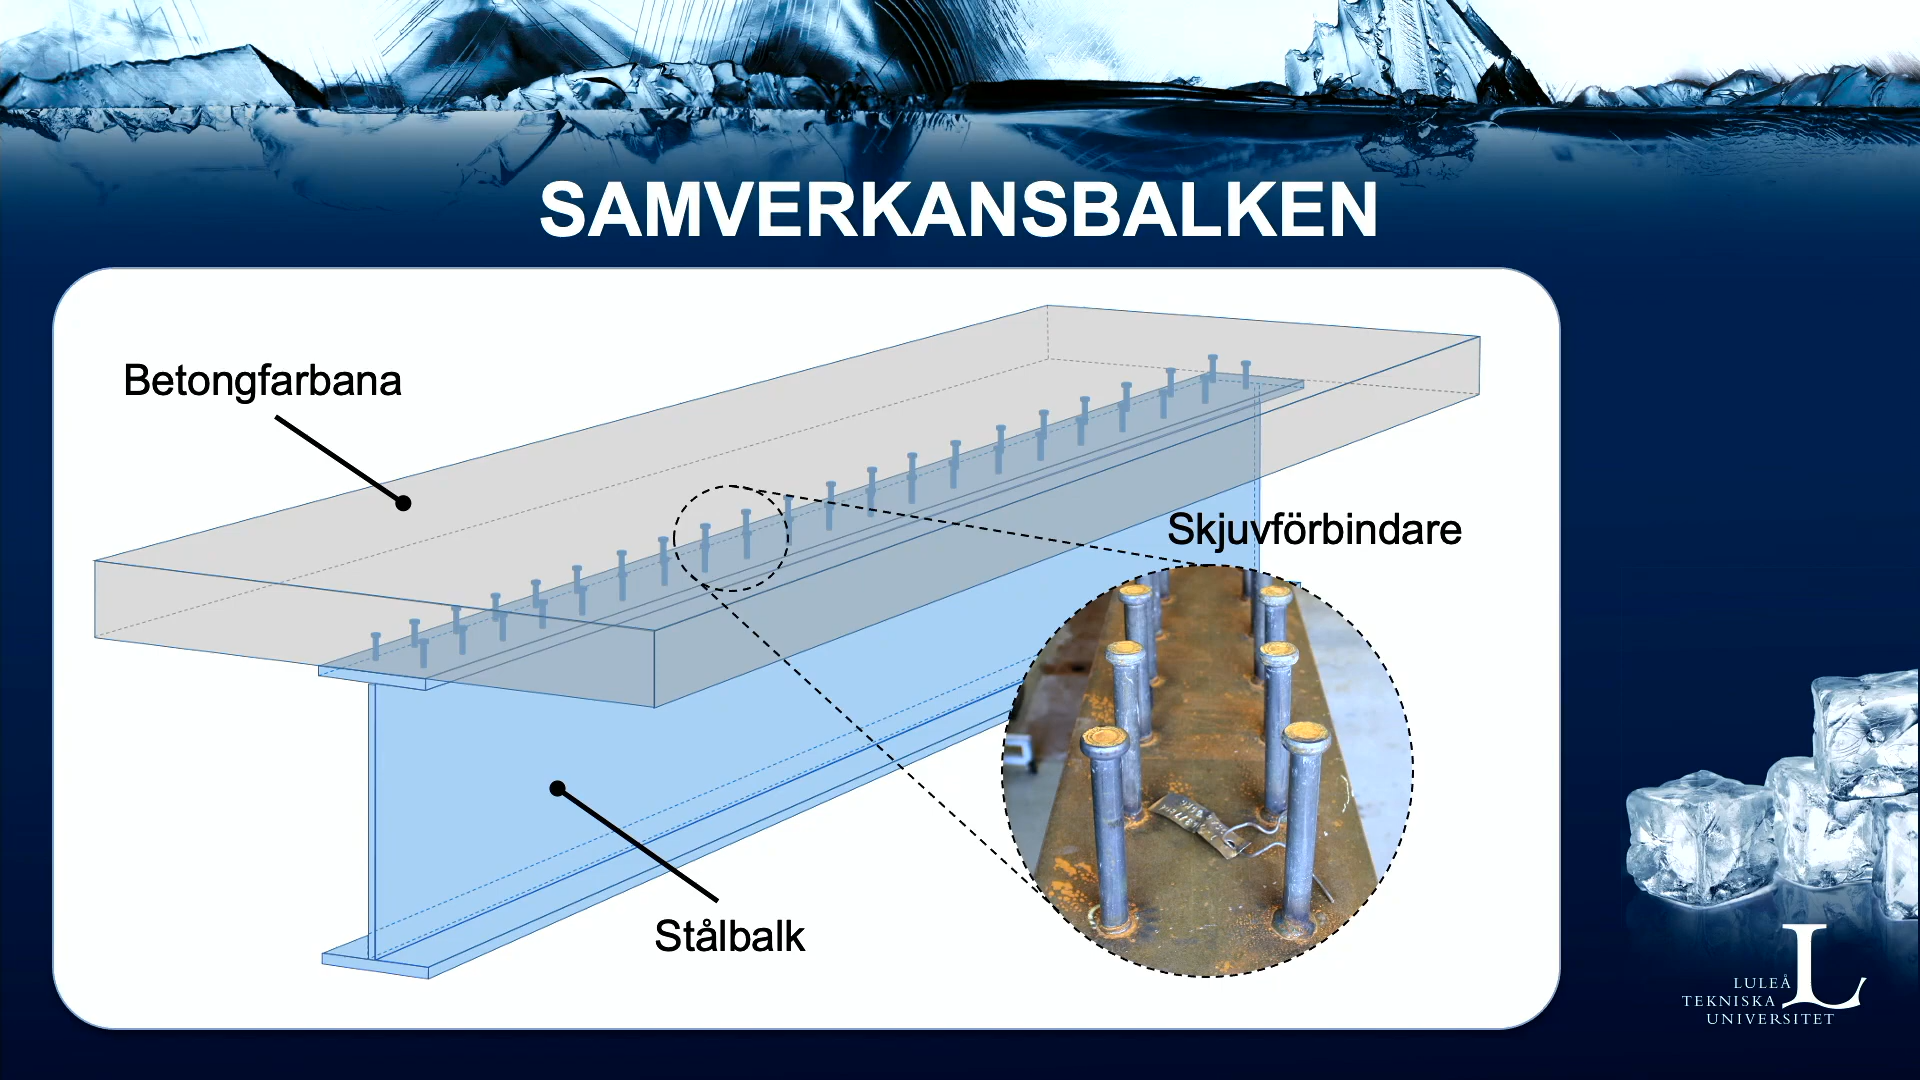 SAMVERKANSBALKEN
Betongfarbana
Skjuvförbindare
Stålbalk
LULEÅ
TEKNISKA
UNIVERSITET